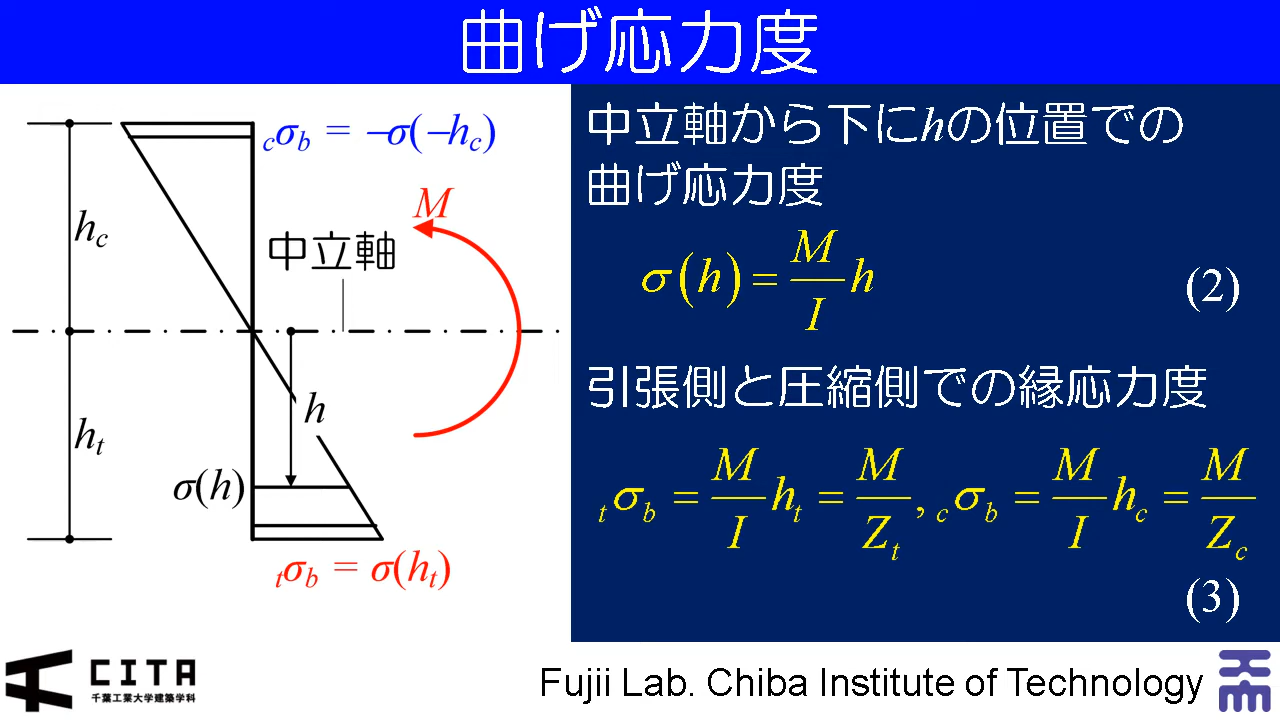 曲げ応力度
cσb = −σ(−hc)
M
hc
中立軸
h
ht
σ(h)
tσb = σ(ht)
中立軸から下にhの位置での
曲げ応力度
σ(h) = M/I h (2)
引張側と圧縮側での縁応力度
tσb = M/I ht = M/Zt , cσb = M/I hc = M/Zc
(3)
CITA
千葉工業大学建築学科
Fujii Lab. Chiba Institute of Technology